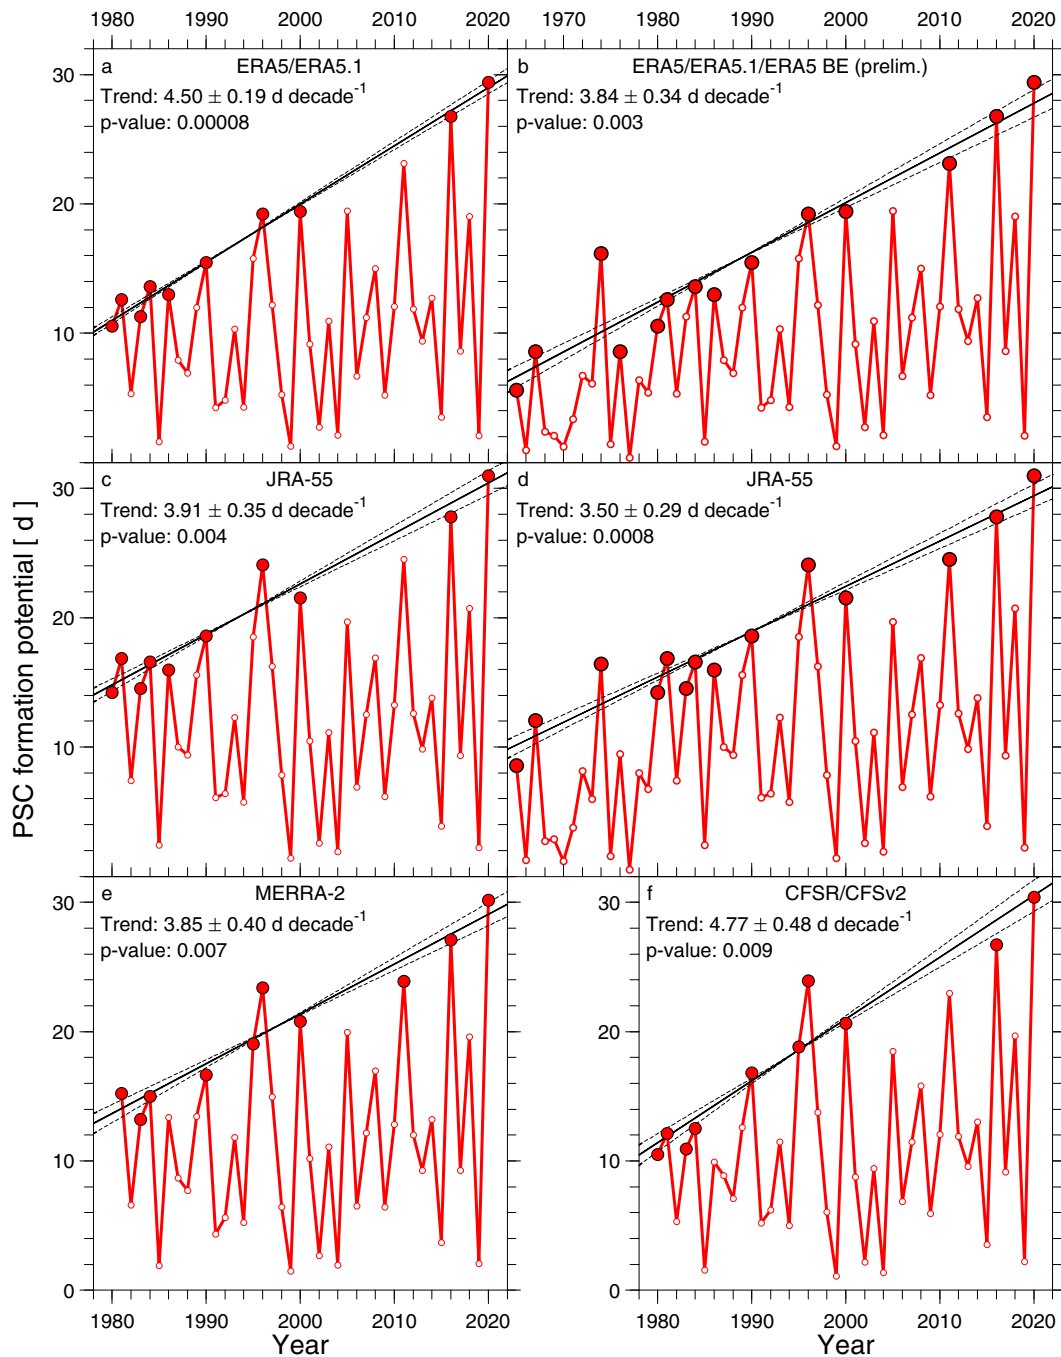 1980 1990 2000 2010 2020 1970 1980 1990 2000 2010 2020
a ERA5/ERA5.1
Trend: 4.50 ± 0.19 d decade⁻¹
p-value: 0.00008
b ERA5/ERA5.1/ERA5 BE (prelim.)
Trend: 3.84 ± 0.34 d decade⁻¹
p-value: 0.003
30
20
10
c JRA-55
Trend: 3.91 ± 0.35 d decade⁻¹
p-value: 0.004
d JRA-55
Trend: 3.50 ± 0.29 d decade⁻¹
p-value: 0.0008
30
20
10
PSC formation potential [ d ]
e MERRA-2
Trend: 3.85 ± 0.40 d decade⁻¹
p-value: 0.007
f CFSR/CFSv2
Trend: 4.77 ± 0.48 d decade⁻¹
p-value: 0.009
30
20
10
0
1980 1990 2000 2010 2020 1980 1990 2000 2010 2020
Year Year